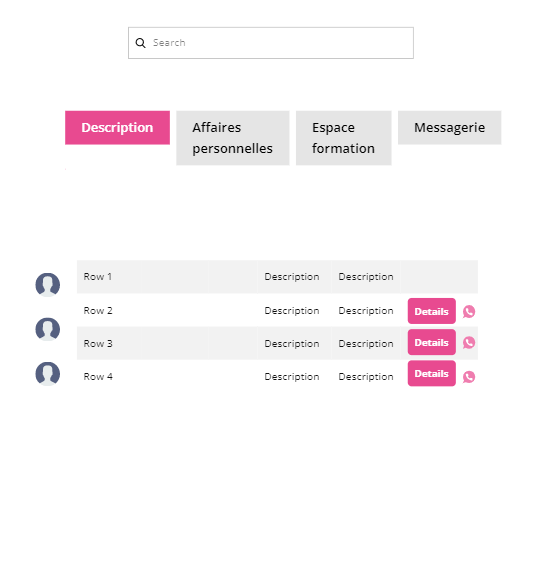 Search
Description
Affaires
personnelles
Espace
formation
Messagerie
Row 1 Description Description
Row 2 Description Description Details
Row 3 Description Description Details
Row 4 Description Description Details